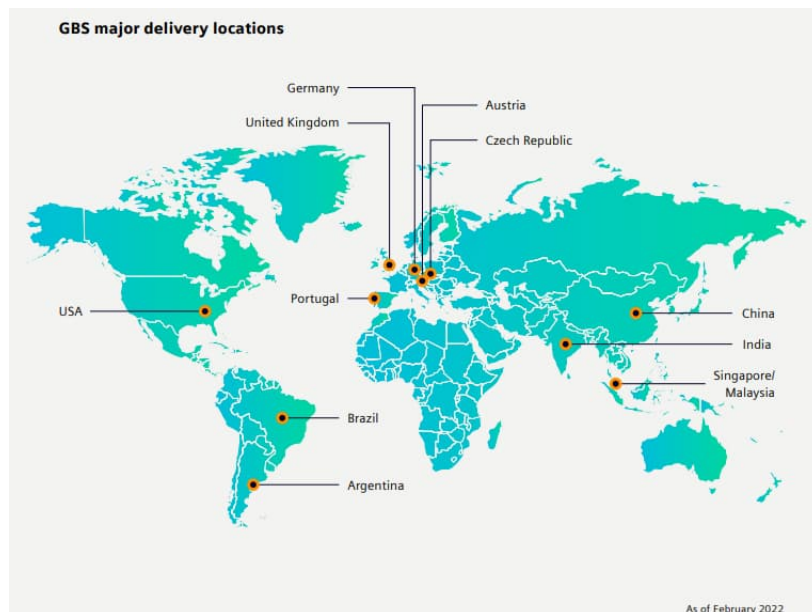 GBS major delivery locations
Germany
Austria
United Kingdom
Czech Republic
Portugal
USA
China
India
Singapore/
Malaysia
Brazil
Argentina
As of February 2022